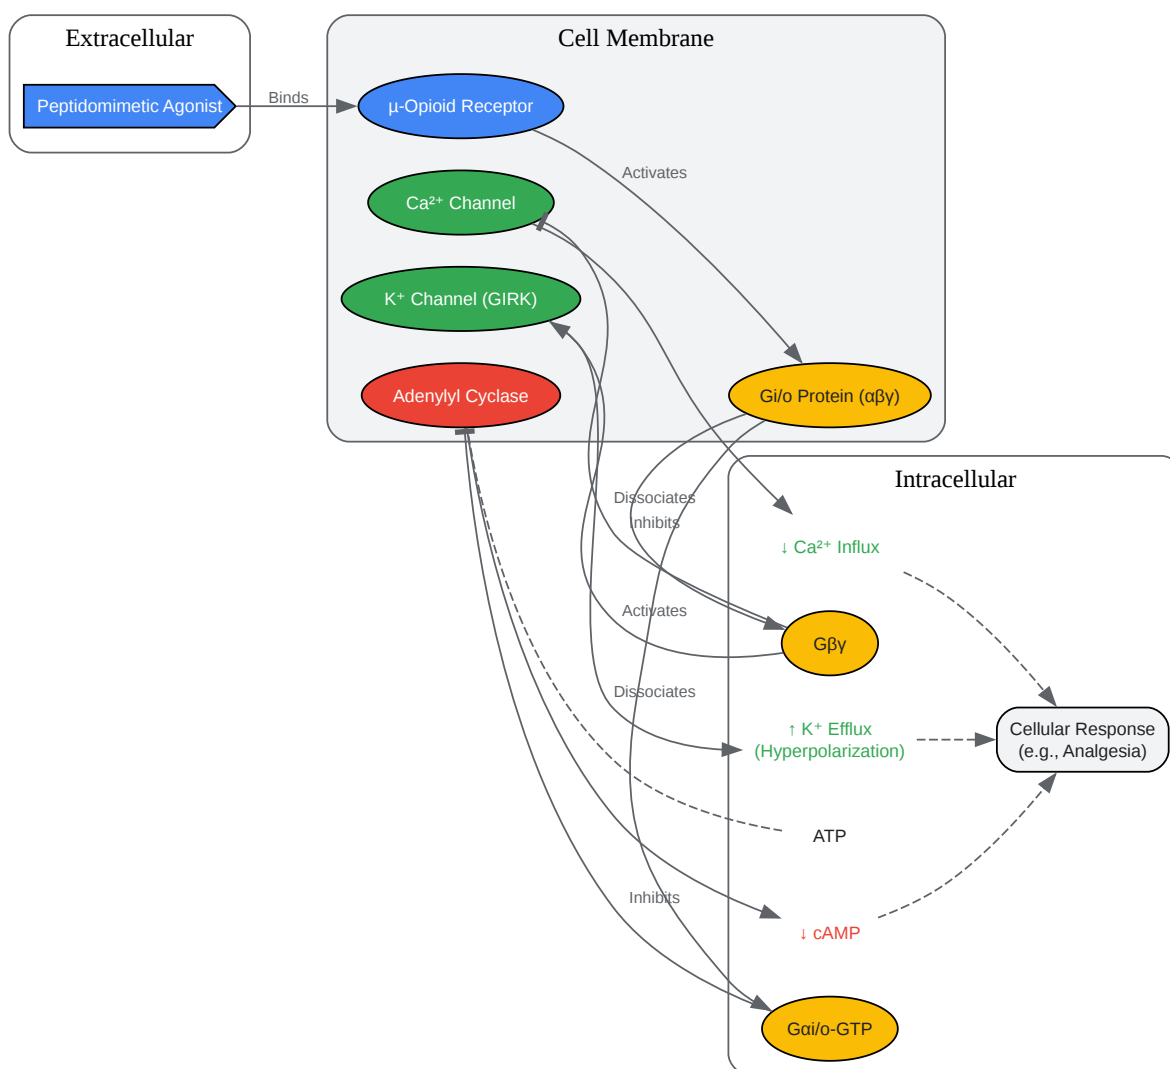 Extracellular
Cell Membrane
Peptidomimetic Agonist
Binds
µ-Opioid Receptor
Activates
Ca²⁺ Channel
K⁺ Channel (GIRK)
Adenylyl Cyclase
Gi/o Protein (αβγ)
Intracellular
Dissociates
Inhibits
↓ Ca²⁺ Influx
Activates
Gβγ
Dissociates
↑ K⁺ Efflux
(Hyperpolarization)
Cellular Response
(e.g., Analgesia)
ATP
Inhibits
↓ cAMP
Gαi/o-GTP